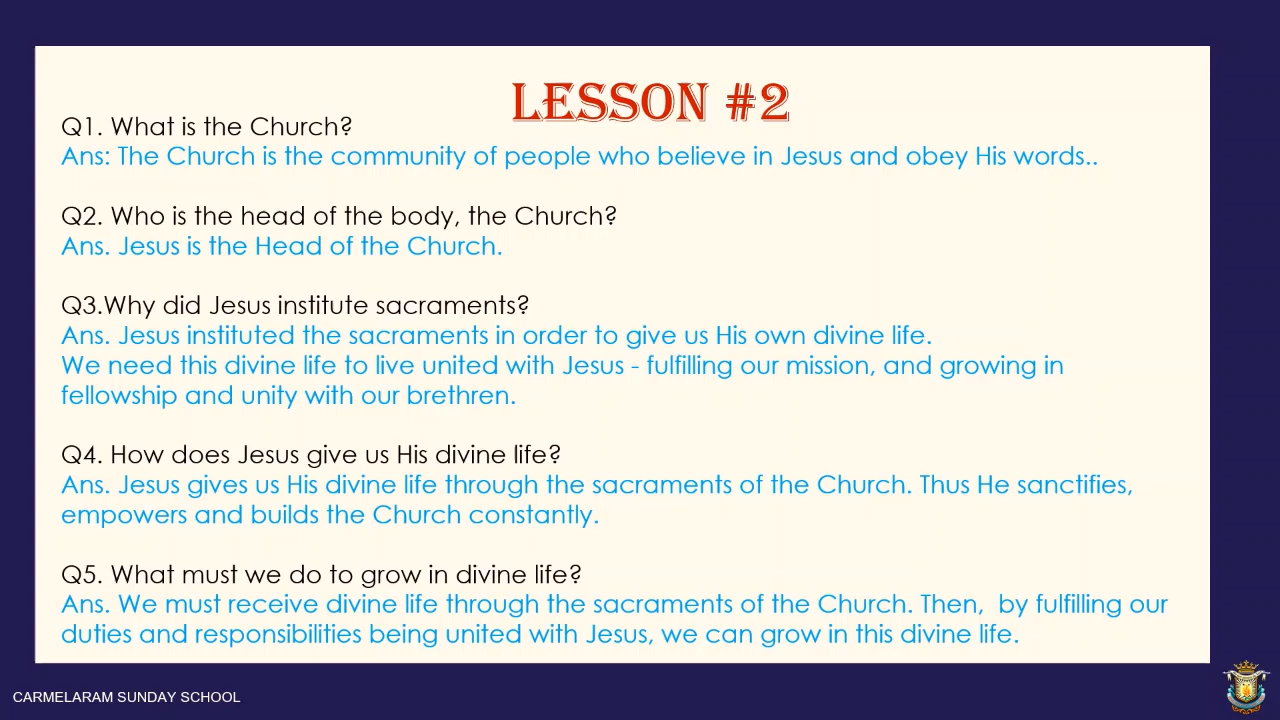 LESSON #2
Q1. What is the Church?
Ans: The Church is the community of people who believe in Jesus and obey His words..
Q2. Who is the head of the body, the Church?
Ans. Jesus is the Head of the Church.
Q3.Why did Jesus institute sacraments?
Ans. Jesus instituted the sacraments in order to give us His own divine life.
We need this divine life to live united with Jesus - fulfilling our mission, and growing in
fellowship and unity with our brethren.
Q4. How does Jesus give us His divine life?
Ans. Jesus gives us His divine life through the sacraments of the Church. Thus He sanctifies,
empowers and builds the Church constantly.
Q5. What must we do to grow in divine life?
Ans. We must receive divine life through the sacraments of the Church. Then,  by fulfilling our
duties and responsibilities being united with Jesus, we can grow in this divine life.
CARMELARAM SUNDAY SCHOOL